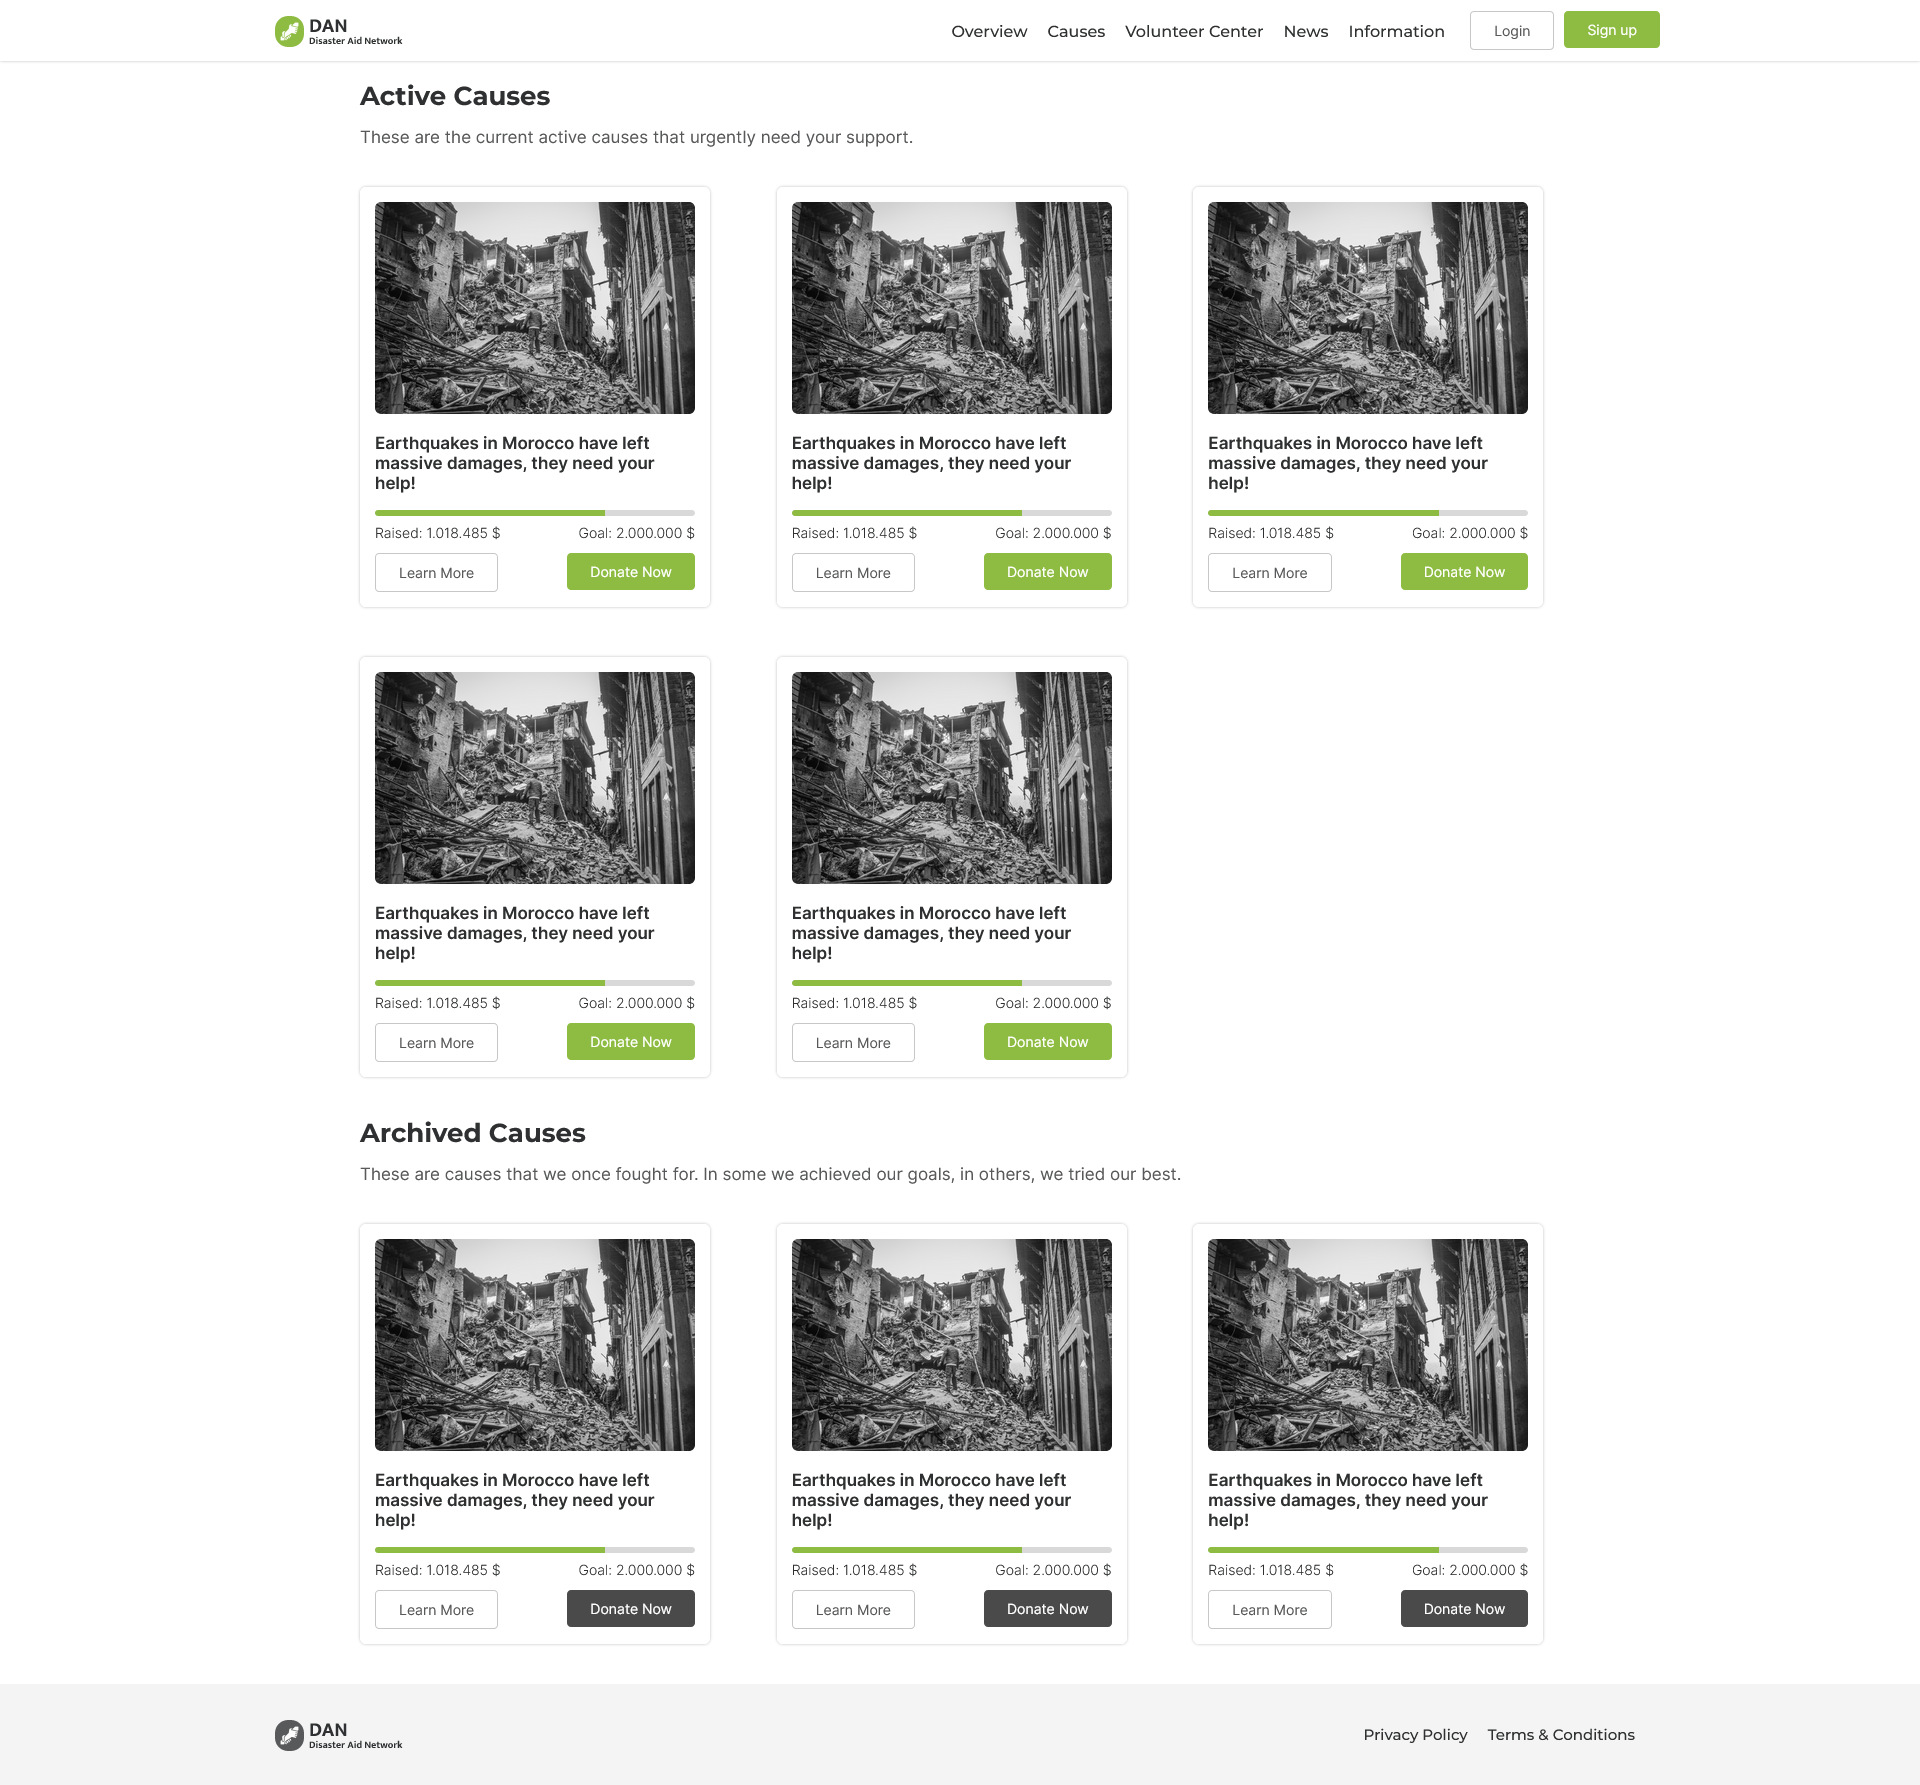 DAN
Disaster Aid Network
Overview Causes Volunteer Center News Information Login Sign up
Active Causes
These are the current active causes that urgently need your support.
Earthquakes in Morocco have left
massive damages, they need your
help!
Raised: 1.018.485 $ Goal: 2.000.000 $
Learn More Donate Now
Earthquakes in Morocco have left
massive damages, they need your
help!
Raised: 1.018.485 $ Goal: 2.000.000 $
Learn More Donate Now
Earthquakes in Morocco have left
massive damages, they need your
help!
Raised: 1.018.485 $ Goal: 2.000.000 $
Learn More Donate Now
Earthquakes in Morocco have left
massive damages, they need your
help!
Raised: 1.018.485 $ Goal: 2.000.000 $
Learn More Donate Now
Earthquakes in Morocco have left
massive damages, they need your
help!
Raised: 1.018.485 $ Goal: 2.000.000 $
Learn More Donate Now
Archived Causes
These are causes that we once fought for. In some we achieved our goals, in others, we tried our best.
Earthquakes in Morocco have left
massive damages, they need your
help!
Raised: 1.018.485 $ Goal: 2.000.000 $
Learn More Donate Now
Earthquakes in Morocco have left
massive damages, they need your
help!
Raised: 1.018.485 $ Goal: 2.000.000 $
Learn More Donate Now
Earthquakes in Morocco have left
massive damages, they need your
help!
Raised: 1.018.485 $ Goal: 2.000.000 $
Learn More Donate Now
DAN
Disaster Aid Network
Privacy Policy Terms & Conditions